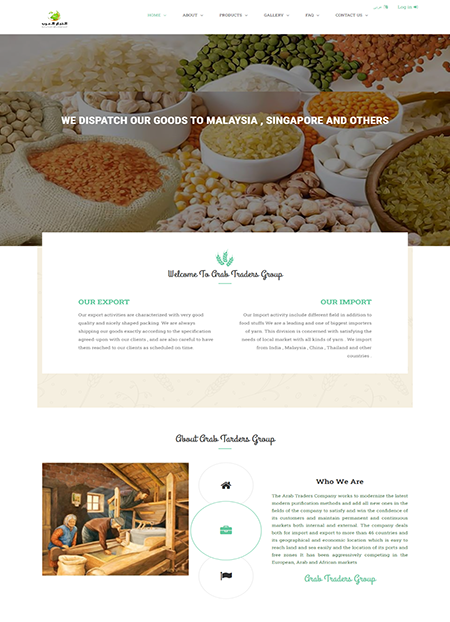 عربي
Log in
HOME
ABOUT
PRODUCTS
GALLERY
FAQ
CONTACT US
WE DISPATCH OUR GOODS TO MALAYSIA , SINGAPORE AND OTHERS
Welcome To Arab Traders Group
OUR EXPORT
Our export activities are characterized with very good
quality and nicely shaped packing. We are always
shipping our goods exactly according to the specification
agreed upon with our clients , and are also careful to have
them reached to our clients as scheduled on time
OUR IMPORT
Our Import activity include different field in addition to
food stuffs We are a leading and one of biggest importers
of yarn. This division is concerned with satisfying the
needs of local market with all kinds of yarn . We import
from India , Malaysia , China , Thailand and other
countries .
About Arab Tarders Group
Who We Are
The Arab Traders Company works to modernize the latest
modern purification methods and add all new ones in the
fields of the company to satisfy and win the confidence of
its customers and maintain permanent and continuous
markets both internal and external. The company deals
both for import and export to more than 46 countries and
its geographical and economic location which is easy to
reach land and sea easily and the location of its ports and
free zones It has been aggressively competing in the
European, Arab and African markets
Arab Traders Group